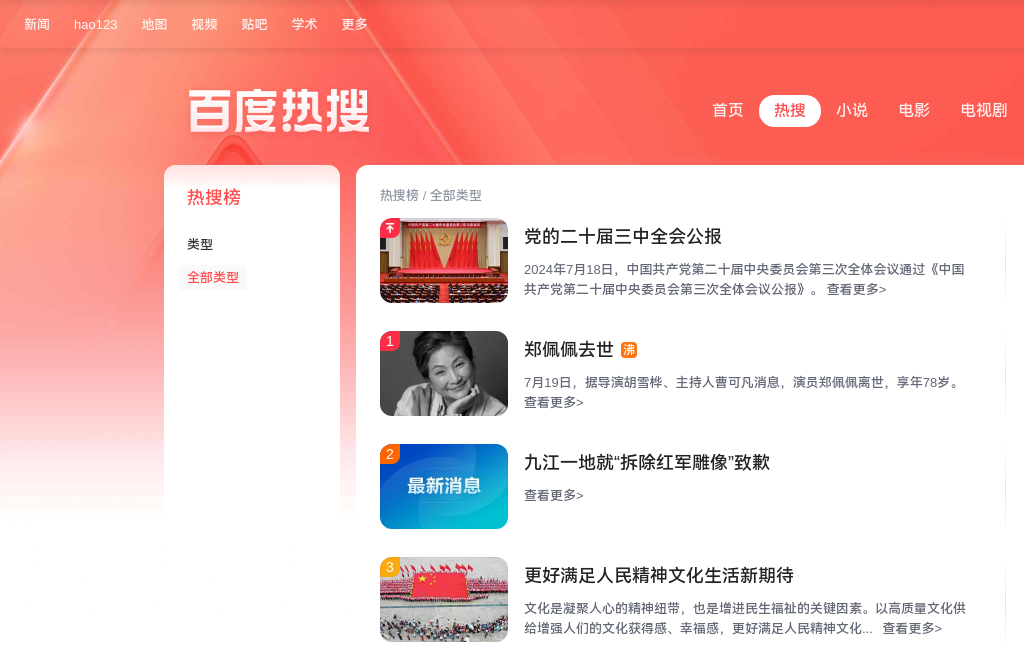 新闻 hao123 地图 视频 贴吧 学术 更多
百度热搜
首页 热搜 小说 电影 电视剧
热搜榜
类型
全部类型
热搜榜 / 全部类型
党的二十届三中全会公报
2024年7月18日，中国共产党第二十届中央委员会第三次全体会议通过《中国
共产党第二十届中央委员会第三次全体会议公报》。 查看更多>
1
郑佩佩去世 沸
7月19日，据导演胡雪桦、主持人曹可凡消息，演员郑佩佩离世，享年78岁。
查看更多>
2
最新消息
九江一地就“拆除红军雕像”致歉
查看更多>
3
更好满足人民精神文化生活新期待
文化是凝聚人心的精神纽带，也是增进民生福祉的关键因素。以高质量文化供
给增强人们的文化获得感、幸福感，更好满足人民精神文化... 查看更多>